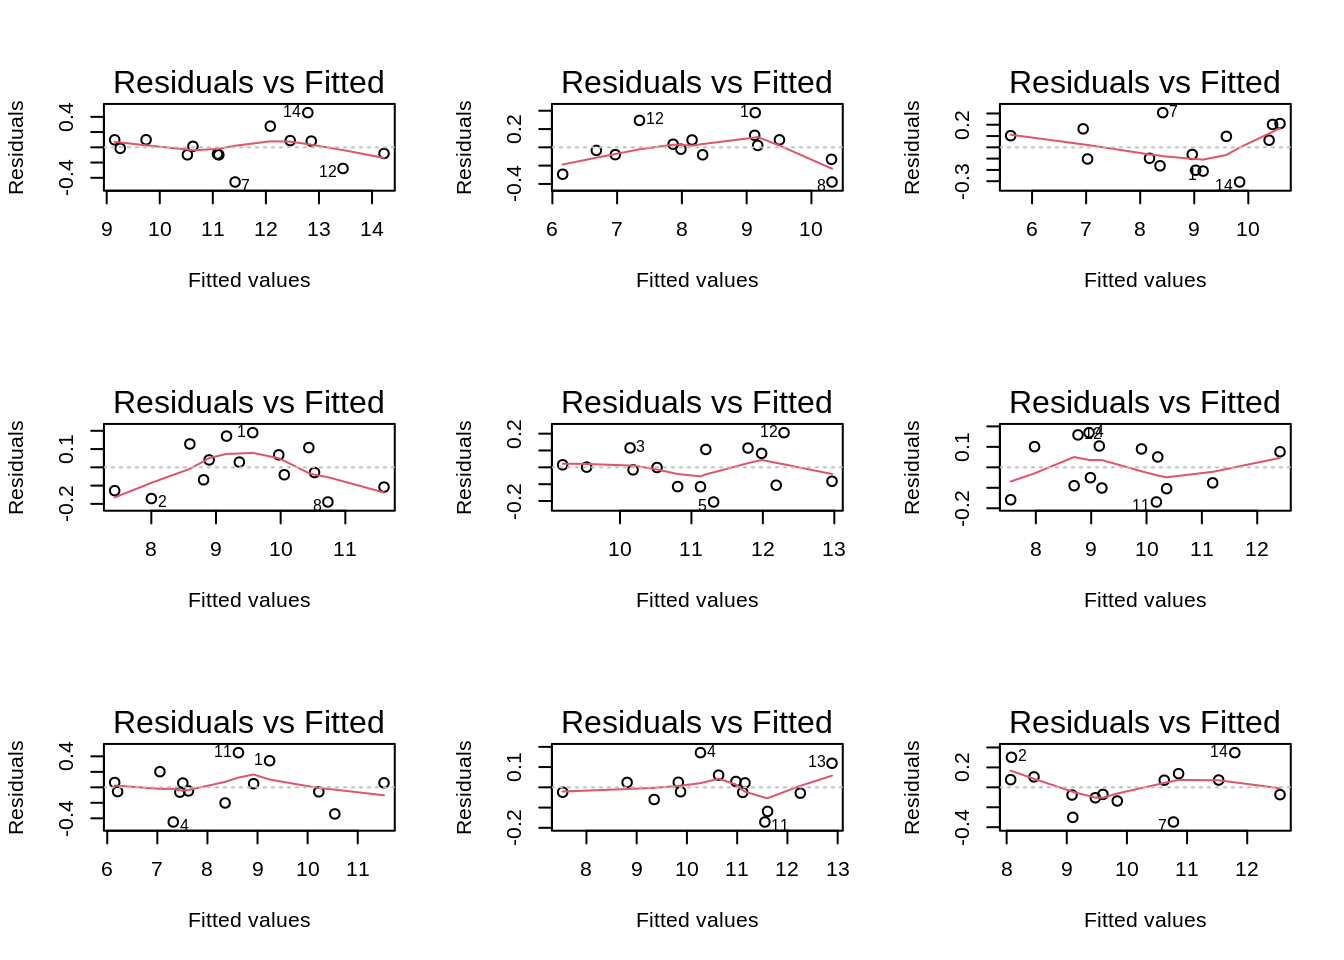 Residuals vs Fitted
Residuals
0.4
-0.4
14
12
7
9 10 11 12 13 14
Fitted values
Residuals vs Fitted
Residuals
0.2
-0.4
12
1
8
6 7 8 9 10
Fitted values
Residuals vs Fitted
Residuals
0.2
-0.3
7
1
14
6 7 8 9 10
Fitted values
Residuals vs Fitted
Residuals
0.1
-0.2
1
2
8
8 9 10 11
Fitted values
Residuals vs Fitted
Residuals
0.2
-0.2
3
12
5
10 11 12 13
Fitted values
Residuals vs Fitted
Residuals
0.1
-0.2
4
11
8 9 10 11 12
Fitted values
Residuals vs Fitted
Residuals
0.4
-0.4
11
1
4
6 7 8 9 10 11
Fitted values
Residuals vs Fitted
Residuals
0.1
-0.2
4
13
11
8 9 10 11 12 13
Fitted values
Residuals vs Fitted
Residuals
0.2
-0.4
2
14
7
8 9 10 11 12
Fitted values